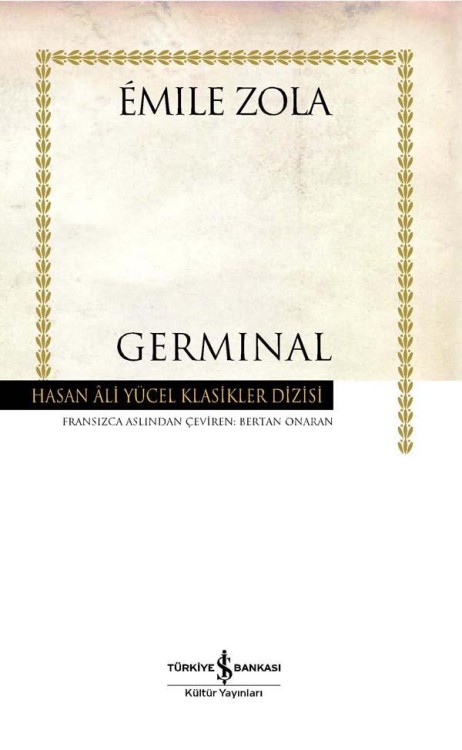 ÉMILE ZOLA
GERMINAL
HASAN ÂLİ YÜCEL KLASİKLER DİZİSİ
FRANSIZCA ASLINDAN ÇEVİREN: BERTAN ONARAN
TÜRKİYE İŞ BANKASI
Kültür Yayınları